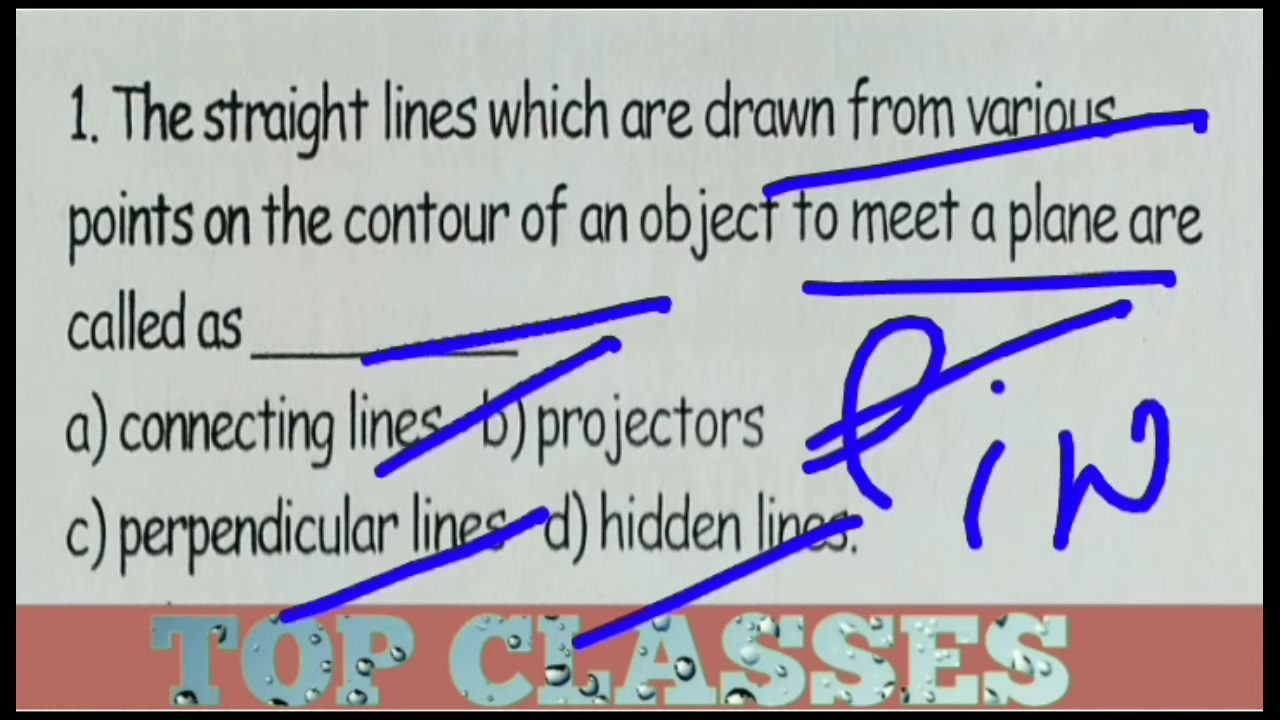 1. The straight lines which are drawn from various
points on the contour of an object to meet a plane are
called as ____________
a) connecting lines b) projectors
c) perpendicular lines d) hidden lines.
TOP CLASSES